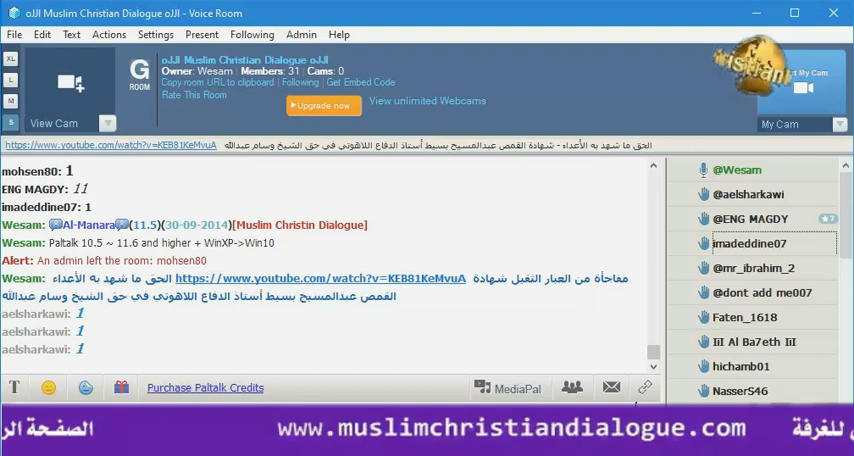 oJJl Muslim Christian Dialogue oJJl - Voice Room
File Edit Text Actions Settings Present Following Admin Help
XL
L
M
S
View Cam
G
ROOM
oJJl Muslim Christian Dialogue oJJl
Owner: Wesam | Members: 31 | Cams: 0
Copy room URL to clipboard | Following | Get Embed Code
Rate This Room
Upgrade now
View unlimited Webcams
My Cam
My Cam
https://www.youtube.com/watch?v=KEB81KeMvuA الحق ما شهد به الأعداء - شهادة القمص عبدالمسيح بسيط أستاذ الدفاع اللاهوتي في حق الشيخ وسام عبدالله
mohsen80: 1
ENG MAGDY: 11
imadeddine07: 1
Wesam: Al-Manara(11.5)(30-09-2014)[Muslim Christin Dialogue]
Wesam: Paltalk 10.5 ~ 11.6 and higher + WinXP->Win10
Alert: An admin left the room: mohsen80
Wesam: مفاجأة من العيار الثقيل شهادة https://www.youtube.com/watch?v=KEB81KeMvuA الحق ما شهد به الأعداء
القمص عبدالمسيح بسيط أستاذ الدفاع اللاهوتي في حق الشيخ وسام عبدالله
aelsharkawi: 1
aelsharkawi: 1
aelsharkawi: 1
@Wesam
@aelsharkawi
@ENG MAGDY 7
imadeddine07
@mr_ibrahim_2
@dont add me007
Faten_1618
IiI Al Ba7eth IiI
hichamb01
NasserS46
T Purchase Paltalk Credits MediaPal
للغرفة www.muslimchristiandialogue.com الصفحة